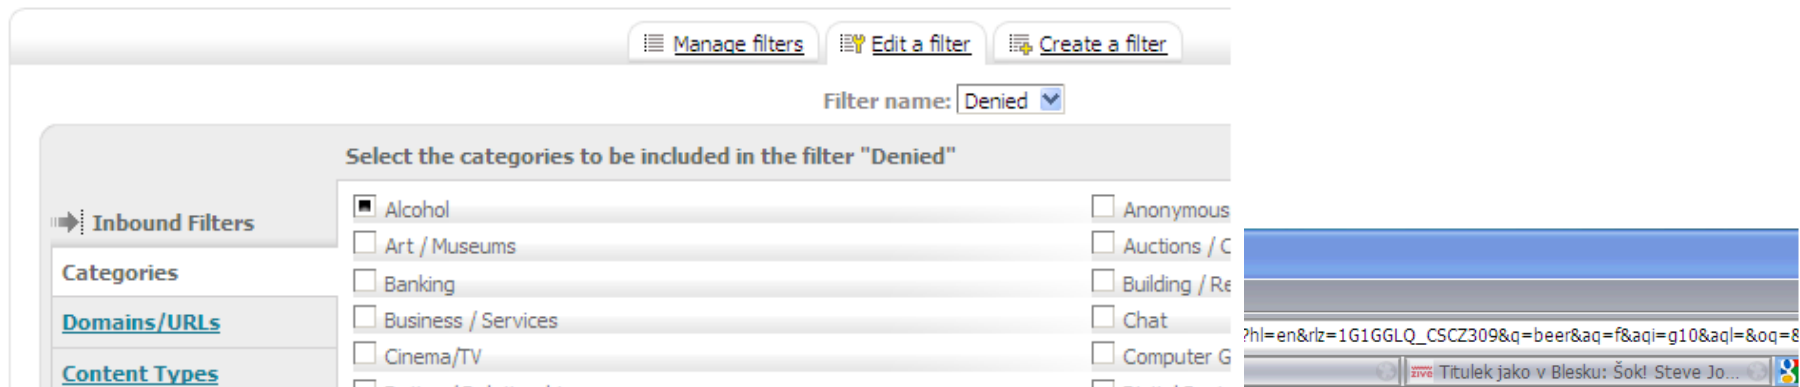 Manage filters
Edit a filter
Create a filter
Filter name: Denied
Select the categories to be included in the filter "Denied"
Inbound Filters
Categories
Domains/URLs
Content Types
Alcohol
Art / Museums
Banking
Business / Services
Cinema/TV
Anonymous
Auctions /
Building /
Chat
Computer
?hl=en&rlz=1G1GGLQ_CSCZ309&q=beer&aq=f&aqi=g10&aql=&oq=&
živě Titulek jako v Blesku: Šok! Steve Jo...